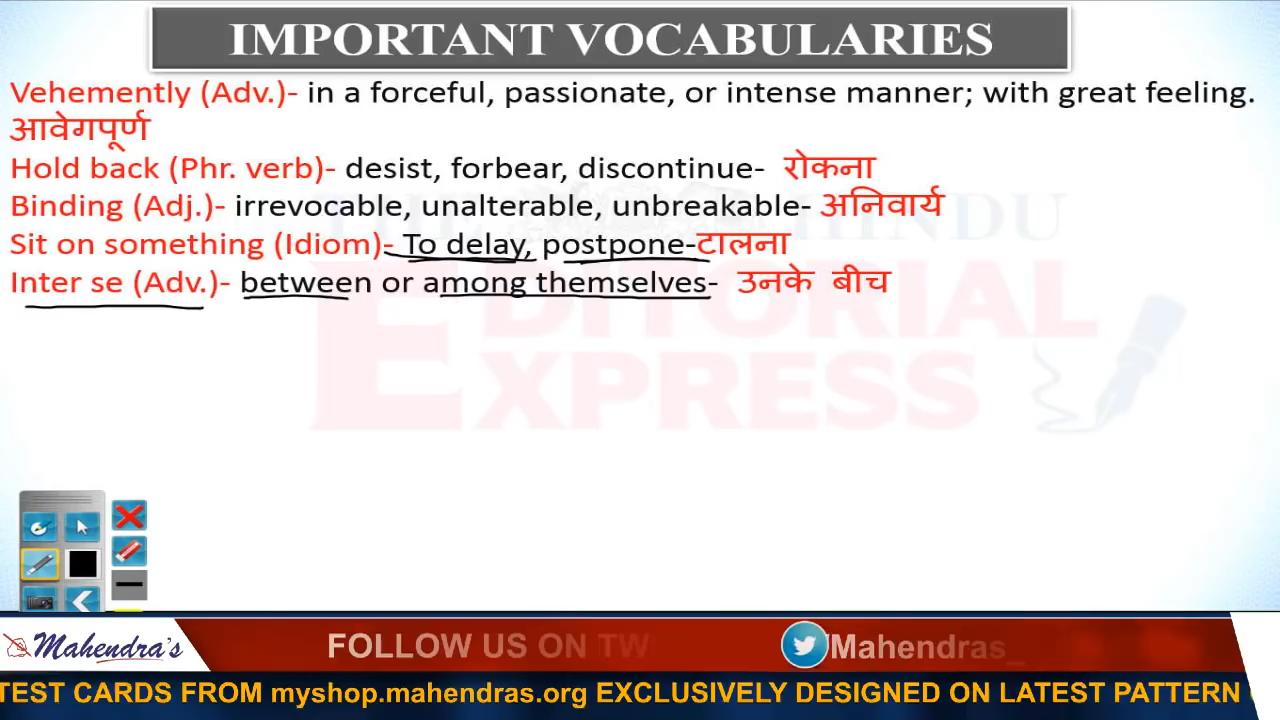 IMPORTANT VOCABULARIES
Vehemently (Adv.)- in a forceful, passionate, or intense manner; with great feeling.
आवेगपूर्ण
Hold back (Phr. verb)- desist, forbear, discontinue- रोकना
Binding (Adj.)- irrevocable, unalterable, unbreakable- अनिवार्य
Sit on something (Idiom)- To delay, postpone-टालना
Inter se (Adv.)- between or among themselves- उनके बीच
THE HINDU
EDITORIAL
EXPRESS
Mahendra's
FOLLOW US ON TW
/Mahendras_
TEST CARDS FROM myshop.mahendras.org EXCLUSIVELY DESIGNED ON LATEST PATTERN